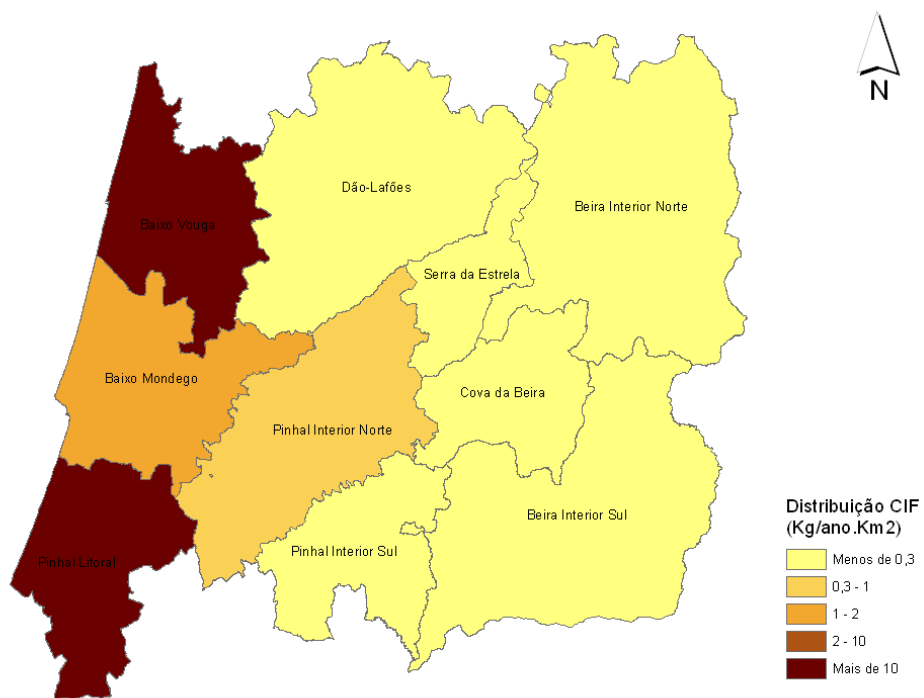 N
Dão-Lafões
Beira Interior Norte
Baixo Vouga
Serra da Estrela
Baixo Mondego
Cova da Beira
Pinhal Interior Norte
Beira Interior Sul
Pinhal Interior Sul
Pinhal Litoral
Distribuição CIF
(Kg/ano.Km2)
Menos de 0,3
0,3 - 1
1 - 2
2 - 10
Mais de 10